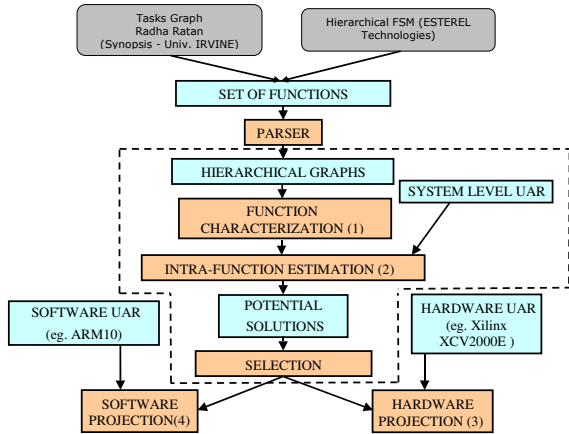 Tasks Graph
Radha Ratan
(Synopsis - Univ. IRVINE)
Hierarchical FSM (ESTEREL
Technologies)
SET OF FUNCTIONS
PARSER
HIERARCHICAL GRAPHS
SYSTEM LEVEL UAR
FUNCTION
CHARACTERIZATION (1)
INTRA-FUNCTION ESTIMATION (2)
SOFTWARE UAR
(eg. ARM10)
POTENTIAL
SOLUTIONS
HARDWARE UAR
(eg. Xilinx
XCV2000E )
SELECTION
SOFTWARE
PROJECTION(4)
HARDWARE
PROJECTION (3)